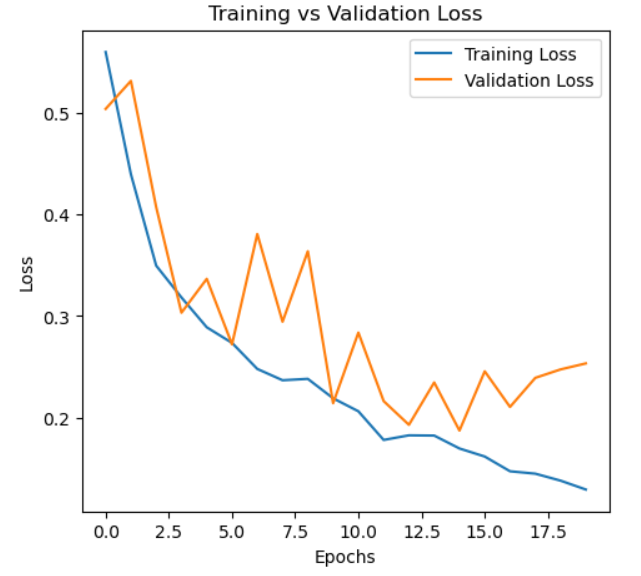 Training vs Validation Loss
Training Loss
Validation Loss
0.5
0.4
0.3
0.2
Loss
0.0 2.5 5.0 7.5 10.0 12.5 15.0 17.5
Epochs